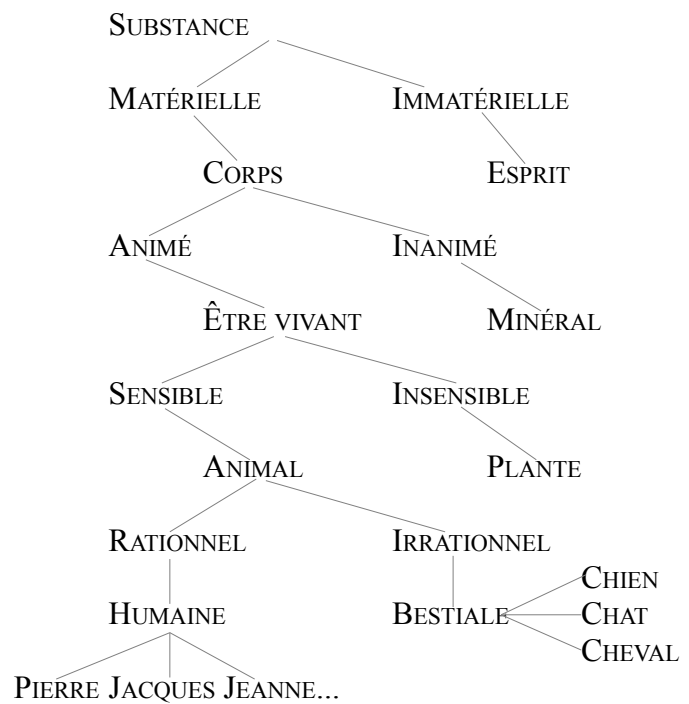 SUBSTANCE
MATÉRIELLE IMMATÉRIELLE
CORPS ESPRIT
ANIMÉ INANIMÉ
ÊTRE VIVANT MINÉRAL
SENSIBLE INSENSIBLE
ANIMAL PLANTE
RATIONNEL IRRATIONNEL
CHIEN
HUMAINE BESTIALE CHAT
CHEVAL
PIERRE JACQUES JEANNE...